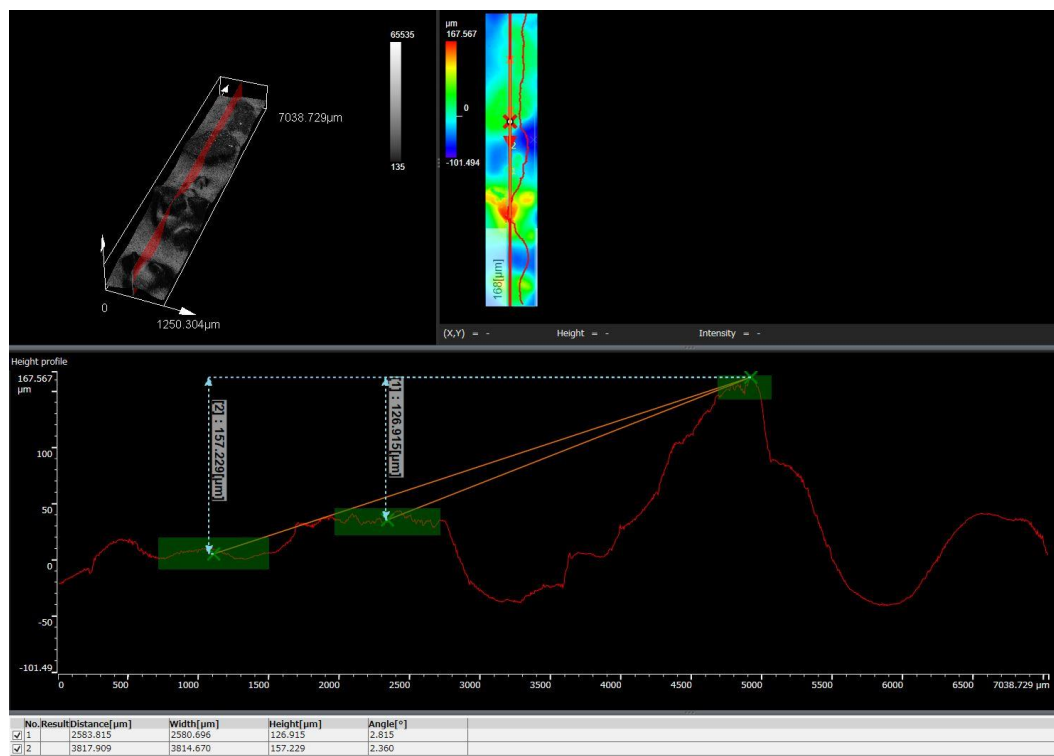 65535
135
7038.729µm
0
1250.304µm
µm
167.567
0
-101.494
2
168[µm]
(X,Y) = -
Height = -
Intensity = -
Height profile
167.567
µm
100
50
0
-50
-101.49
[2] : 157.229[µm]
[1] : 126.915[µm]
0 500 1000 1500 2000 2500 3000 3500 4000 4500 5000 5500 6000 6500 7038.729 µm
No. Result Distance[µm] Width[µm] Height[µm] Angle[°]
1 2583.815 2580.696 126.915 2.815
2 3817.909 3814.670 157.229 2.360